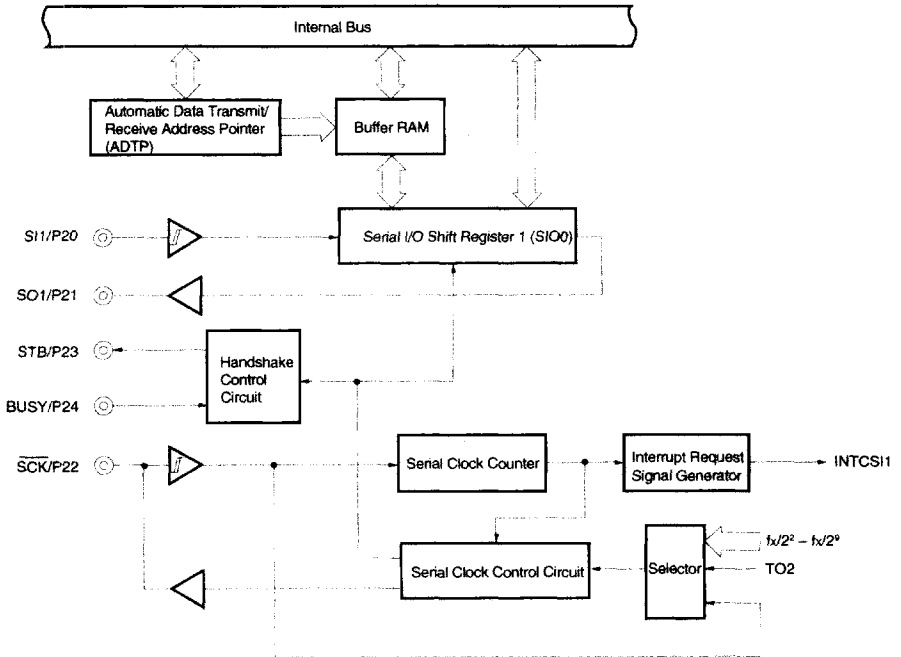 Internal Bus
Automatic Data Transmit/
Receive Address Pointer
(ADTP)
Buffer RAM
SI1/P20
Serial I/O Shift Register 1 (SIO0)
SO1/P21
STB/P23
Handshake
Control
Circuit
BUSY/P24
SCK/P22
Serial Clock Counter
Interrupt Request
Signal Generator
INTCSI1
Serial Clock Control Circuit
Selector
fx/2² – fx/2⁹
TO2